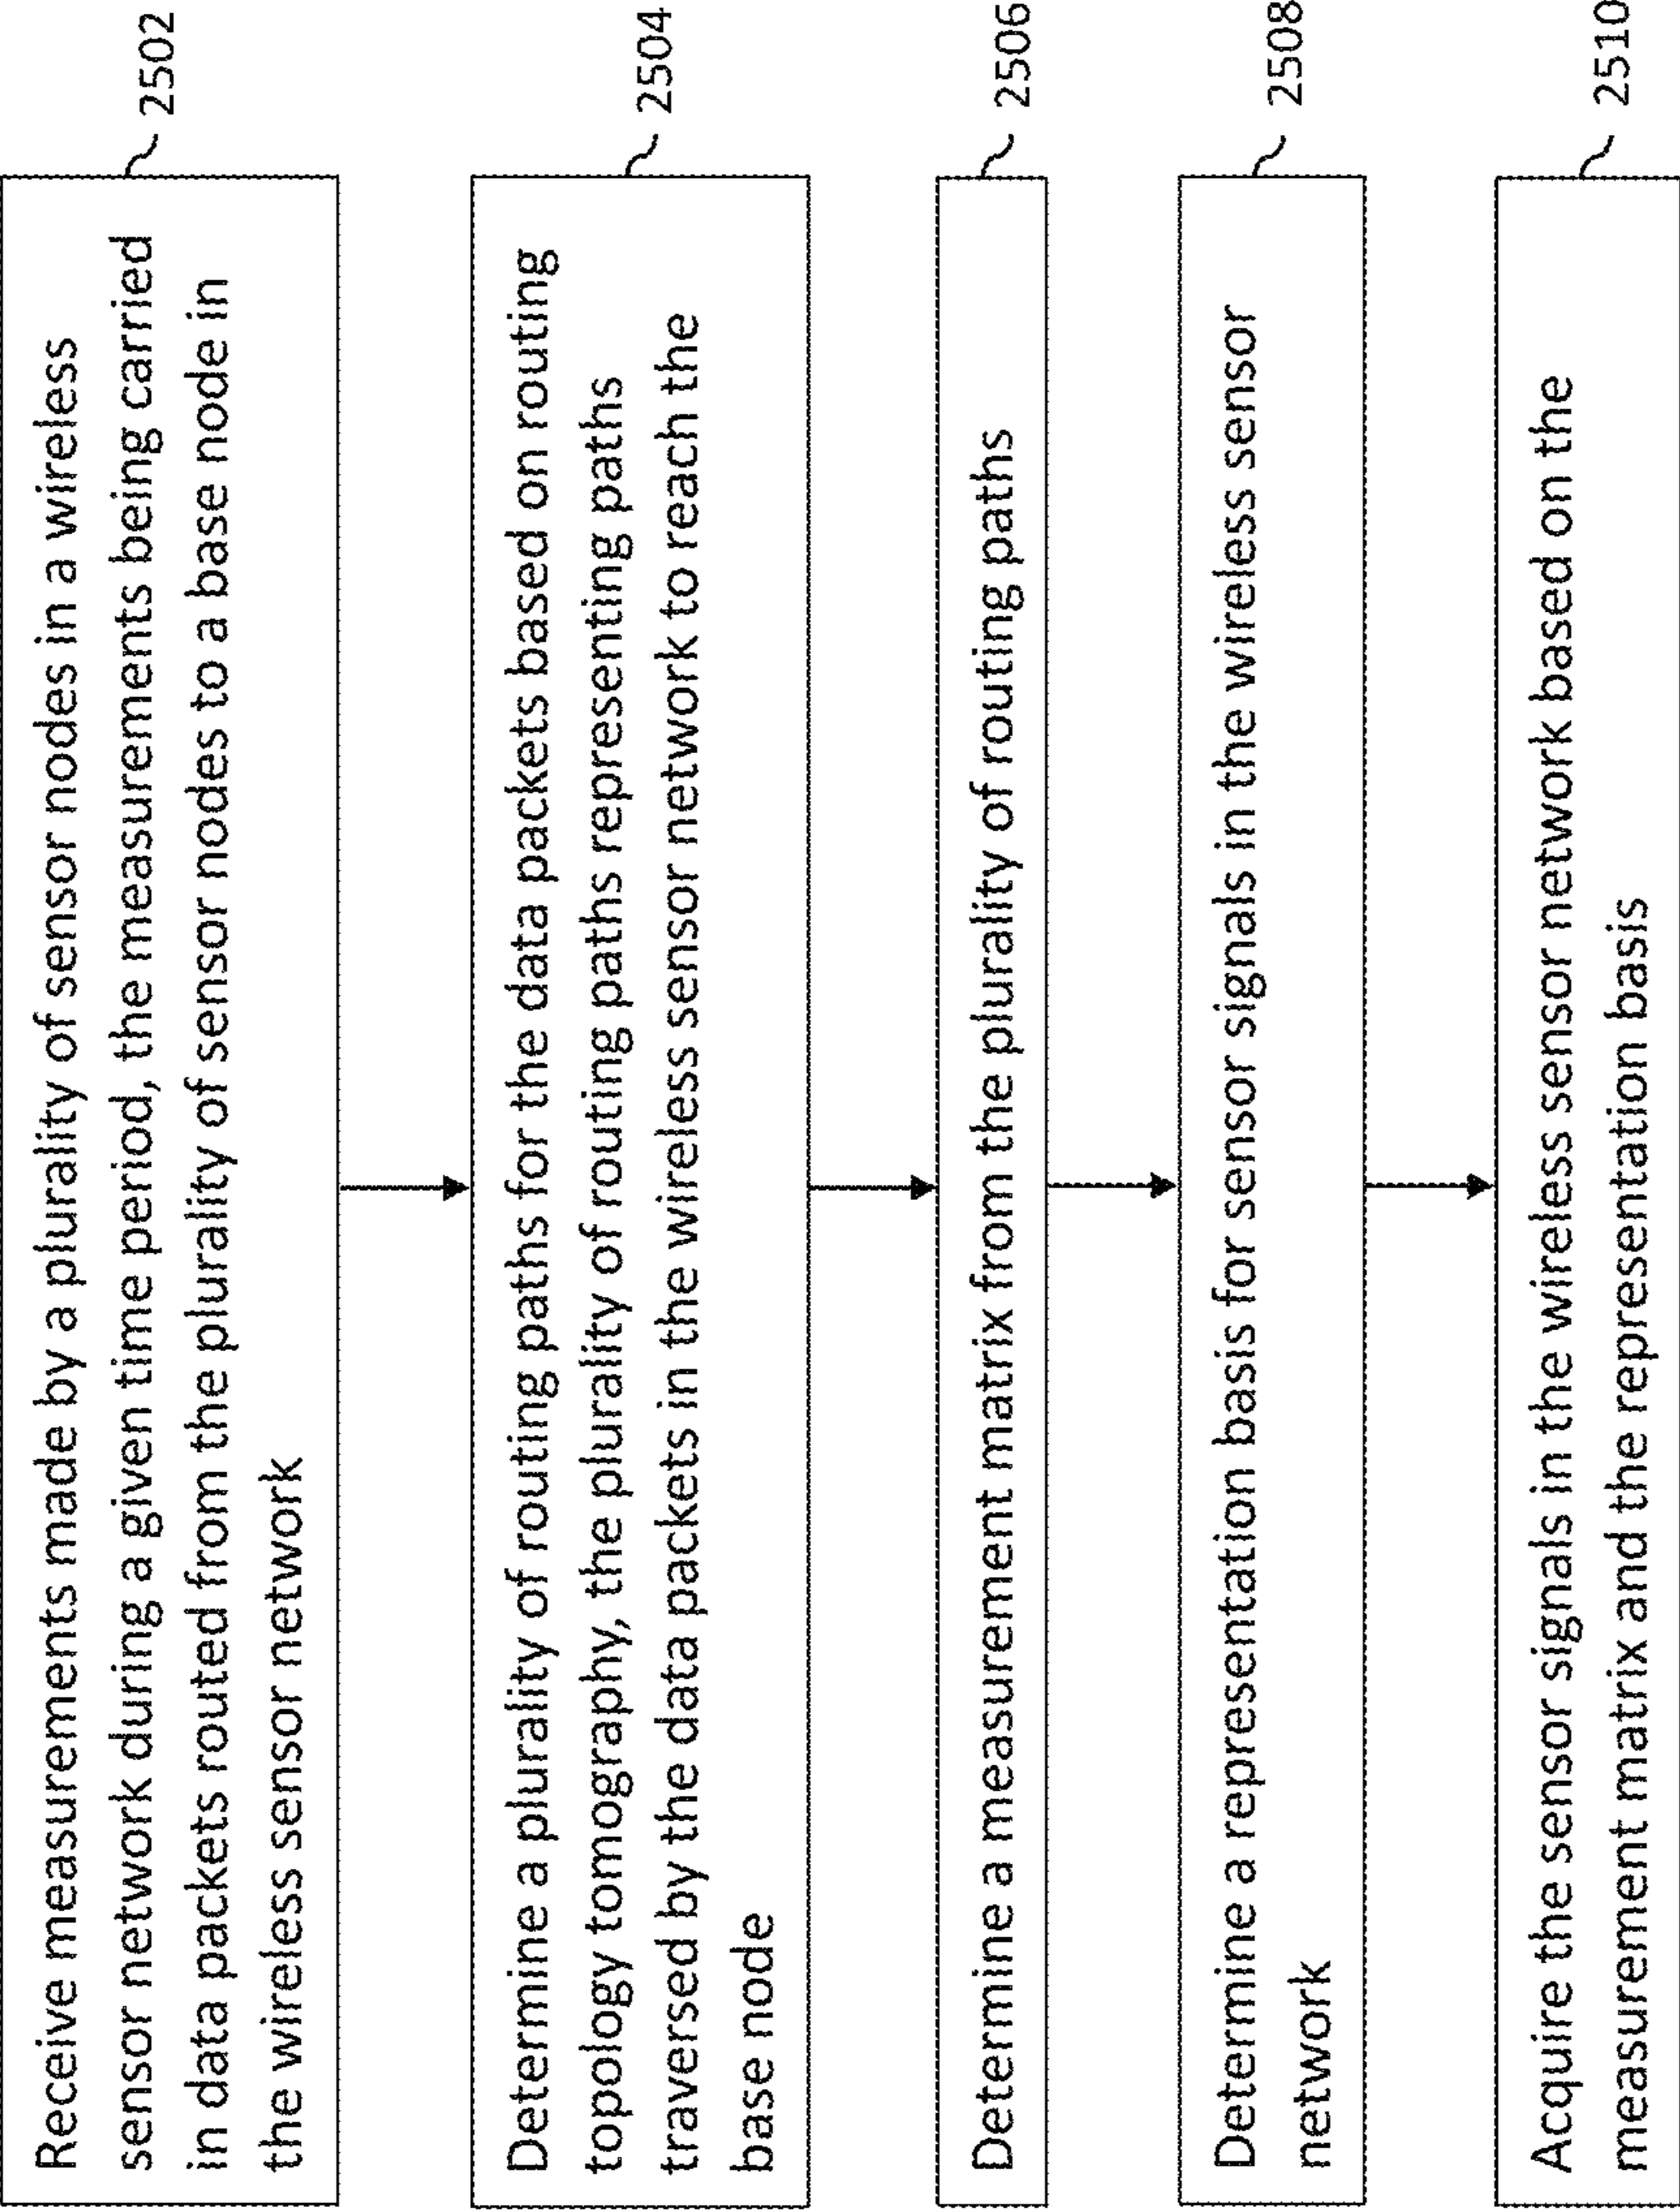 Receive measurements made by a plurality of sensor nodes in a wireless
sensor network during a given time period, the measurements being carried
in data packets routed from the plurality of sensor nodes to a base node in
the wireless sensor network
2502
Determine a plurality of routing paths for the data packets based on routing
topology tomography, the plurality of routing paths representing paths
traversed by the data packets in the wireless sensor network to reach the
base node
2504
Determine a measurement matrix from the plurality of routing paths
2506
Determine a representation basis for sensor signals in the wireless sensor
network
2508
Acquire the sensor signals in the wireless sensor network based on the
measurement matrix and the representation basis
2510